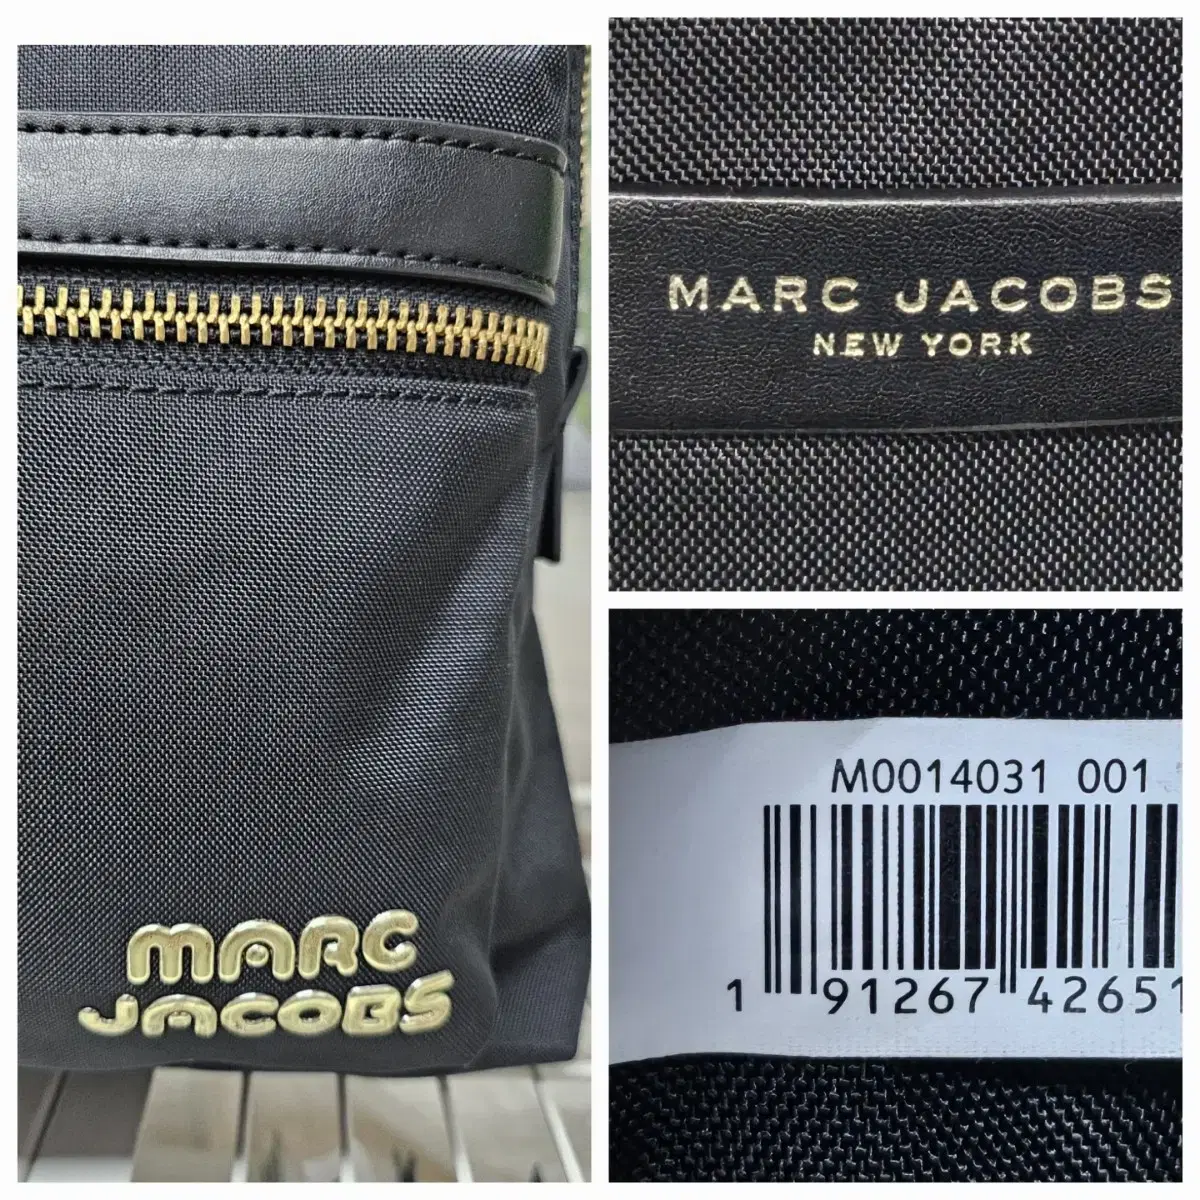 MARC
JACOBS
MARC JACOBS
NEW YORK
M0014031 001
1 91267 42651